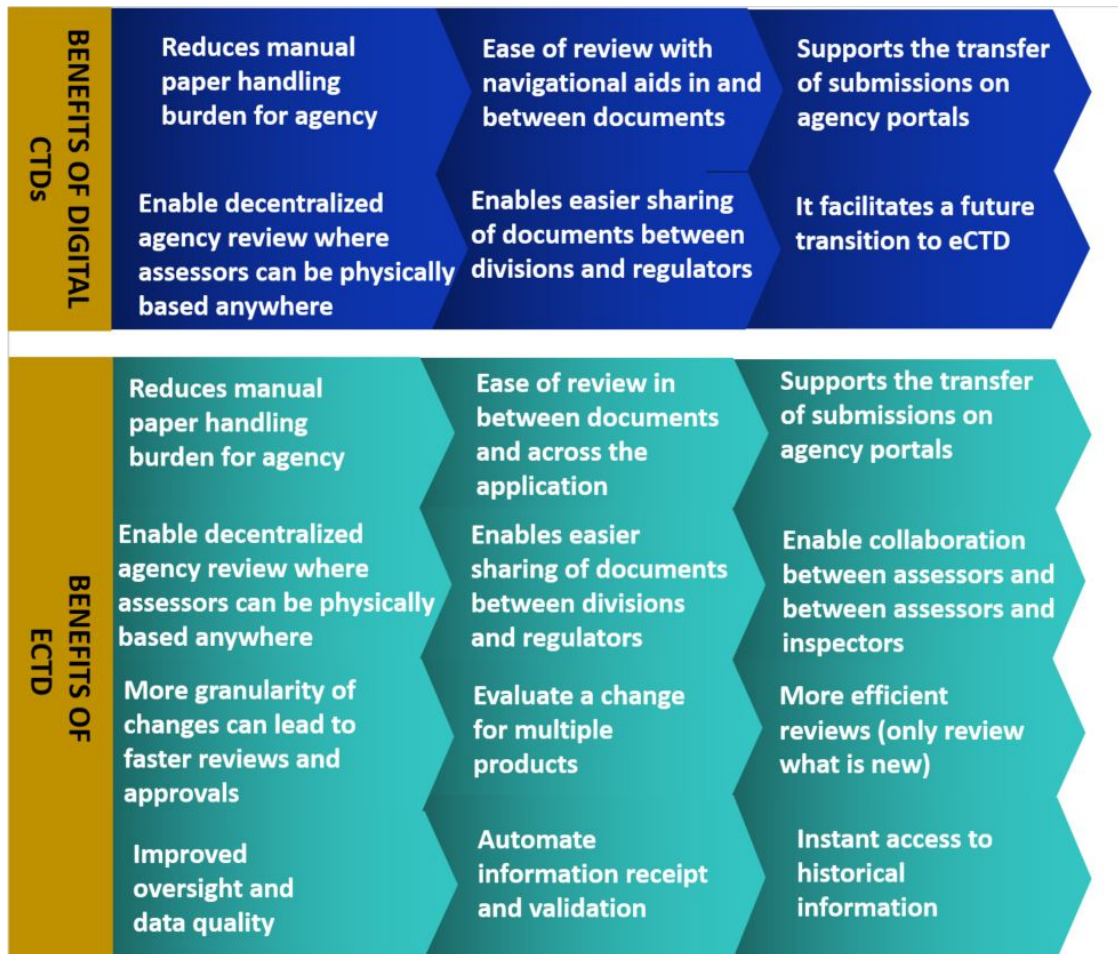 BENEFITS OF DIGITAL
CTDs
Reduces manual
paper handling
burden for agency
Ease of review with
navigational aids in and
between documents
Supports the transfer
of submissions on
agency portals
Enable decentralized
agency review where
assessors can be physically
based anywhere
Enables easier sharing
of documents between
divisions and regulators
It facilitates a future
transition to eCTD
BENEFITS OF
ECTD
Reduces manual
paper handling
burden for agency
Ease of review in
between documents
and across the
application
Supports the transfer
of submissions on
agency portals
Enable decentralized
agency review where
assessors can be physically
based anywhere
Enables easier
sharing of documents
between divisions
and regulators
Enable collaboration
between assessors and
between assessors and
inspectors
More granularity of
changes can lead to
faster reviews and
approvals
Evaluate a change
for multiple
products
More efficient
reviews (only review
what is new)
Improved
oversight and
data quality
Automate
information receipt
and validation
Instant access to
historical
information